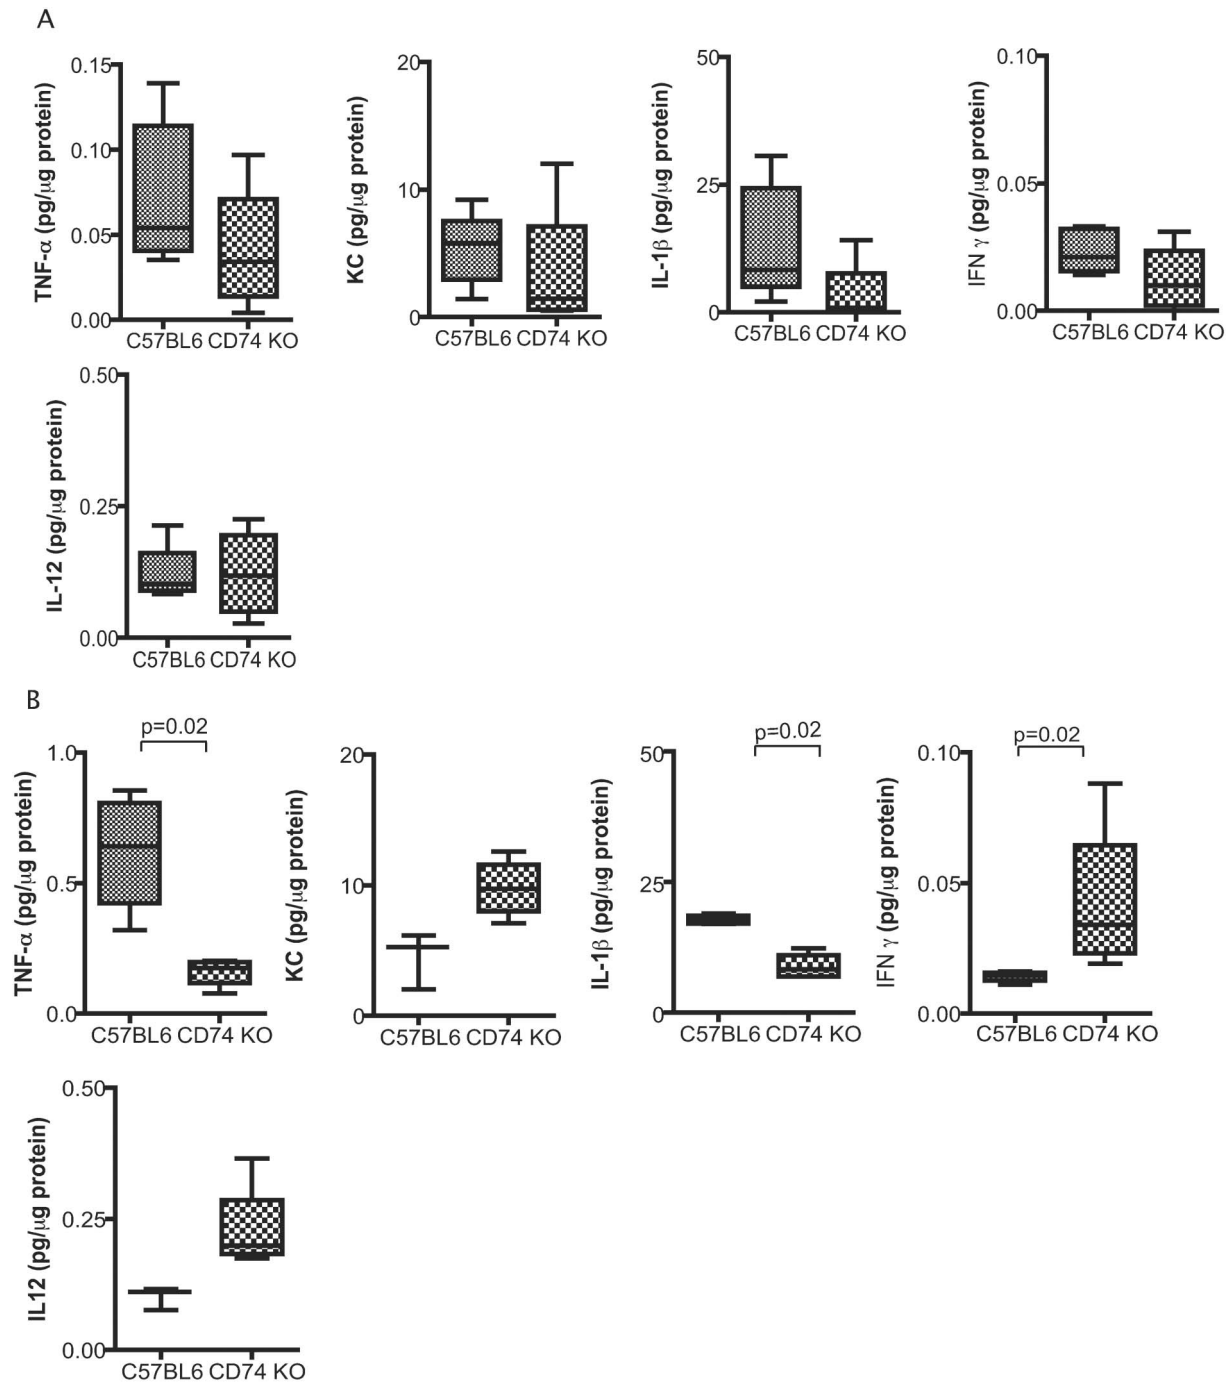 A
TNF-α (pg/μg protein)
0.15
0.10
0.05
0.00
C57BL6 CD74 KO
KC (pg/μg protein)
20
10
0
C57BL6 CD74 KO
IL-1β (pg/μg protein)
50
25
0
C57BL6 CD74 KO
IFN γ (pg/μg protein)
0.10
0.05
0.00
C57BL6 CD74 KO
IL-12 (pg/μg protein)
0.50
0.25
0.00
C57BL6 CD74 KO
B
TNF-α (pg/μg protein)
1.0
0.5
0.0
p=0.02
C57BL6 CD74 KO
KC (pg/μg protein)
20
10
0
C57BL6 CD74 KO
IL-1β (pg/μg protein)
50
25
0
p=0.02
C57BL6 CD74 KO
IFN γ (pg/μg protein)
0.10
0.05
0.00
p=0.02
C57BL6 CD74 KO
IL12 (pg/μg protein)
0.50
0.25
0.00
C57BL6 CD74 KO